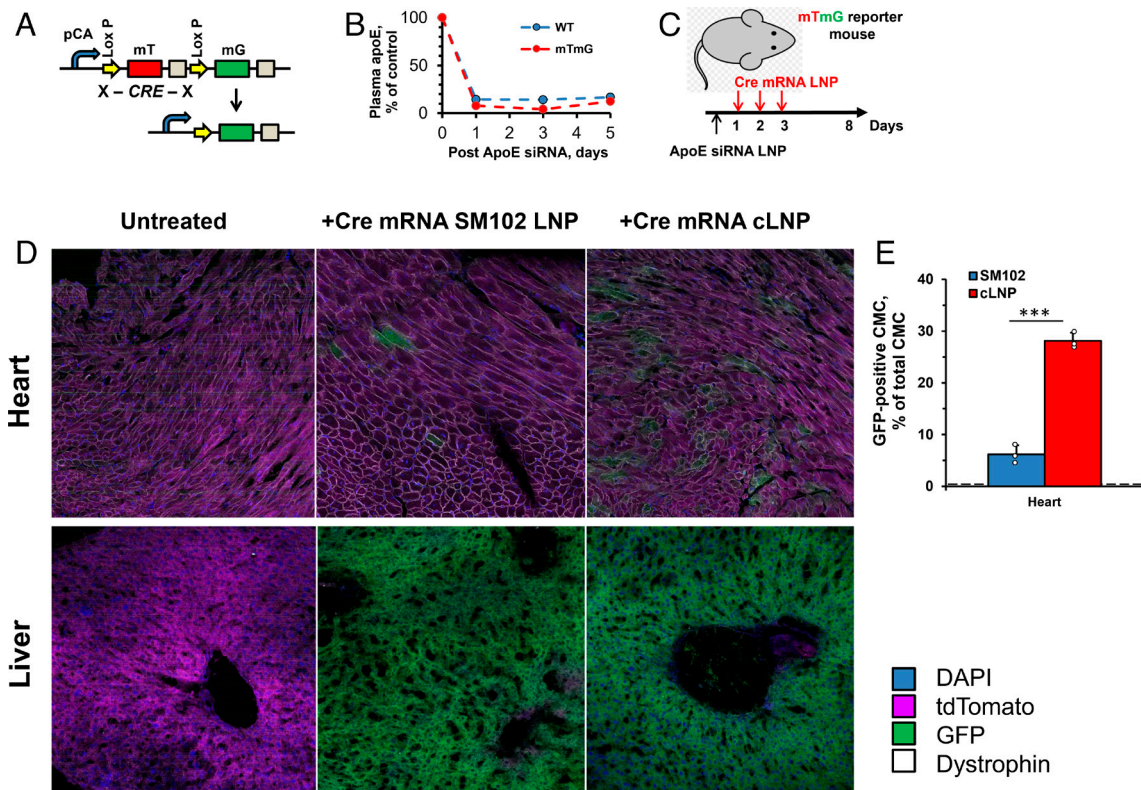 A
pCA
Lox P
mT
Lox P
mG
X – CRE – X
B
Plasma apoE,
% of control
100
50
0
WT
mTmG
0 1 2 3 4 5
Post ApoE siRNA, days
C
mTmG reporter
mouse
Cre mRNA LNP
1 2 3 8 Days
ApoE siRNA LNP
Untreated
+Cre mRNA SM102 LNP
+Cre mRNA cLNP
D
Heart
Liver
E
SM102
cLNP
GFP-positive CMC,
% of total CMC
40
30
20
10
0
***
Heart
DAPI
tdTomato
GFP
Dystrophin